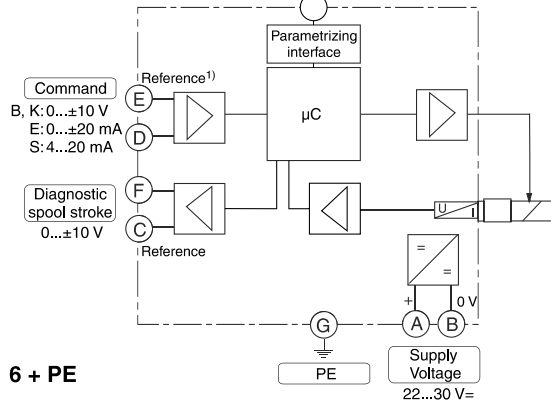 Parametrizing
interface
Reference¹⁾
Command
B, K: 0...±10 V
E: 0...±20 mA
S: 4...20 mA
E
D
µC
Diagnostic
spool stroke
0...±10 V
F
C
Reference
U
I
=
=
+
0 V
G
A
B
PE
Supply
Voltage
22...30 V=
6 + PE